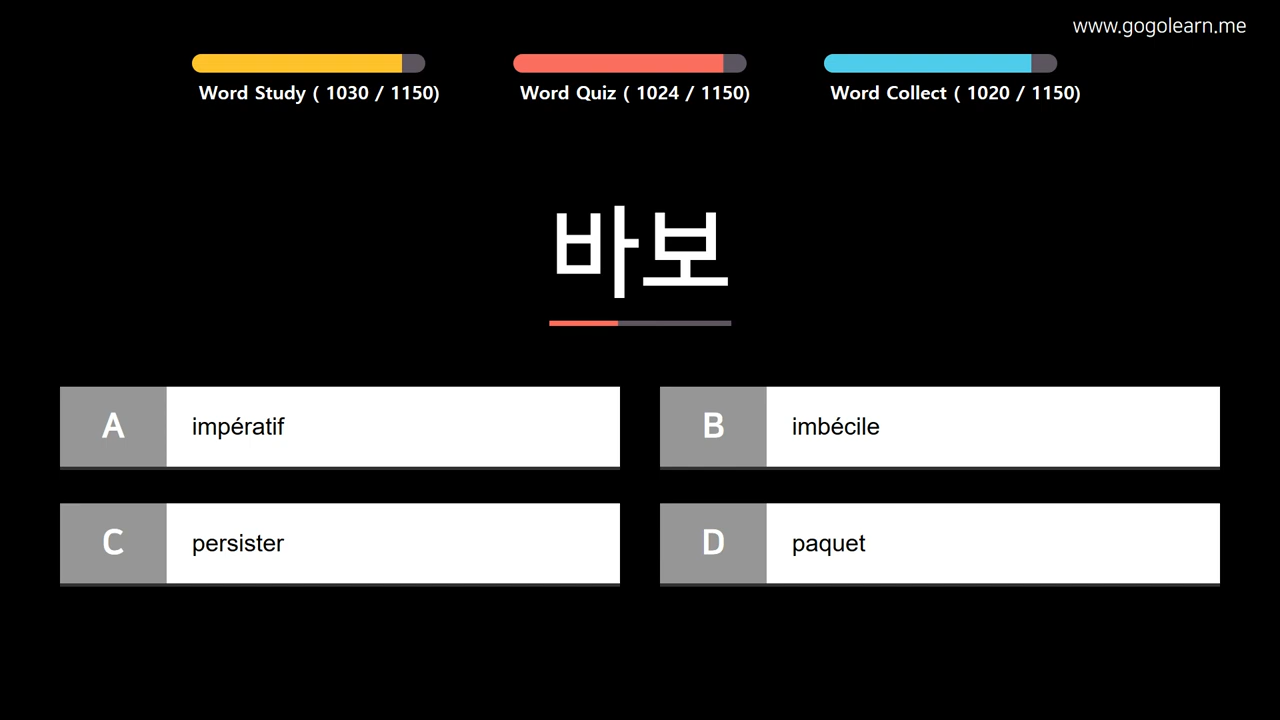 www.gogolearn.me
Word Study ( 1030 / 1150)
Word Quiz ( 1024 / 1150)
Word Collect ( 1020 / 1150)
바보
A impératif
B imbécile
C persister
D paquet